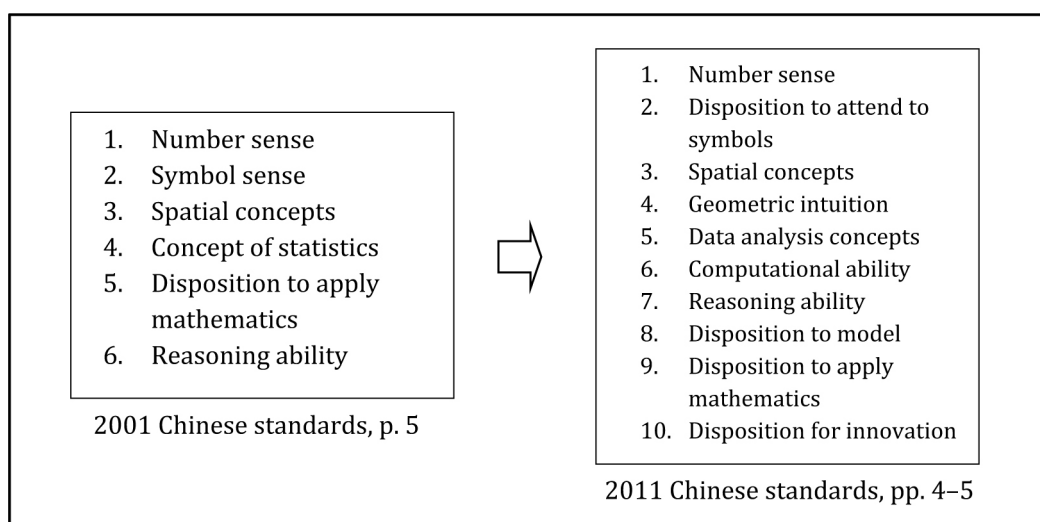 1. Number sense
2. Symbol sense
3. Spatial concepts
4. Concept of statistics
5. Disposition to apply
mathematics
6. Reasoning ability
2001 Chinese standards, p. 5
1. Number sense
2. Disposition to attend to
symbols
3. Spatial concepts
4. Geometric intuition
5. Data analysis concepts
6. Computational ability
7. Reasoning ability
8. Disposition to model
9. Disposition to apply
mathematics
10. Disposition for innovation
2011 Chinese standards, pp. 4–5